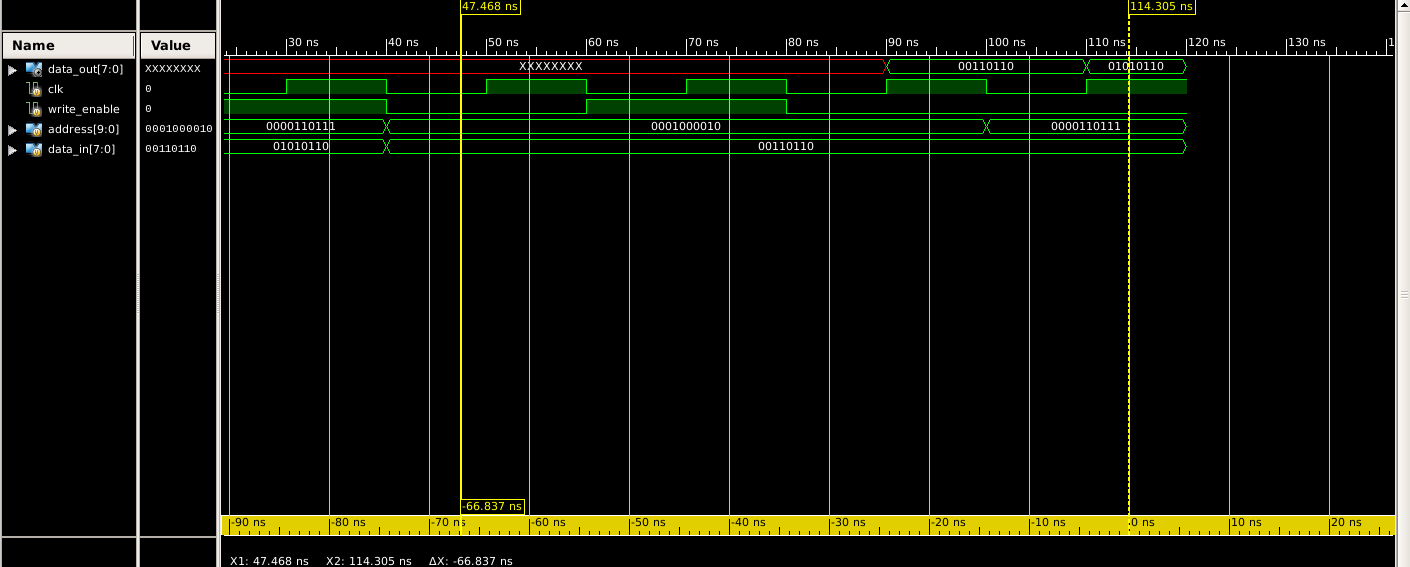 47.468 ns 114.305 ns
Name Value
30 ns 40 ns 50 ns 60 ns 70 ns 80 ns 90 ns 100 ns 110 ns 120 ns 130 ns 1
data_out[7:0] XXXXXXXX XXXXXXXX 00110110 01010110
clk 0
write_enable 0
address[9:0] 0001000010 0000110111 0001000010 0000110111
data_in[7:0] 00110110 01010110 00110110
-66.837 ns
-90 ns -80 ns -70 ns -60 ns -50 ns -40 ns -30 ns -20 ns -10 ns 0 ns 10 ns 20 ns
X1: 47.468 ns X2: 114.305 ns ΔX: -66.837 ns